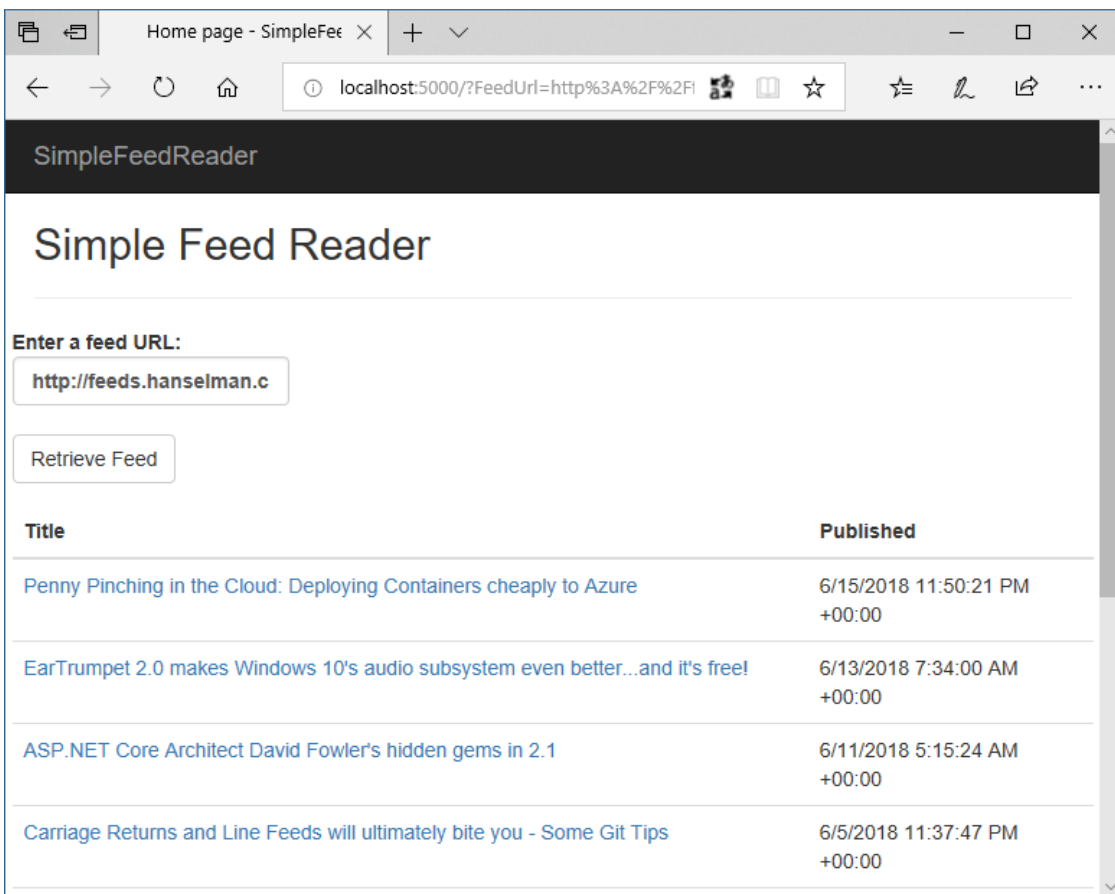 Home page - SimpleFee
localhost:5000/?FeedUrl=http%3A%2F%2Ff
SimpleFeedReader
Simple Feed Reader
Enter a feed URL:
http://feeds.hanselman.c
Retrieve Feed
Title Published
Penny Pinching in the Cloud: Deploying Containers cheaply to Azure 6/15/2018 11:50:21 PM
+00:00
EarTrumpet 2.0 makes Windows 10's audio subsystem even better...and it's free! 6/13/2018 7:34:00 AM
+00:00
ASP.NET Core Architect David Fowler's hidden gems in 2.1 6/11/2018 5:15:24 AM
+00:00
Carriage Returns and Line Feeds will ultimately bite you - Some Git Tips 6/5/2018 11:37:47 PM
+00:00